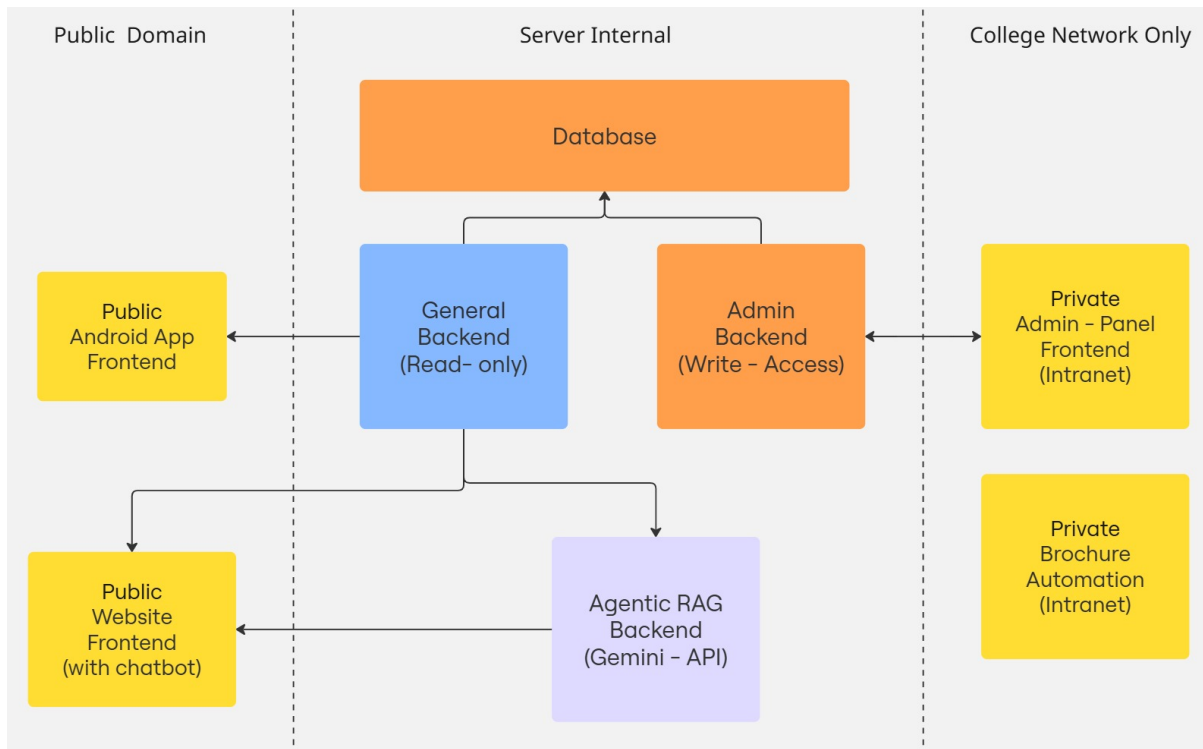 Public Domain
Server Internal
College Network Only
Database
Public
Android App
Frontend
General
Backend
(Read- only)
Admin
Backend
(Write - Access)
Private
Admin - Panel
Frontend
(Intranet)
Public
Website
Frontend
(with chatbot)
Agentic RAG
Backend
(Gemini - API)
Private
Brochure
Automation
(Intranet)